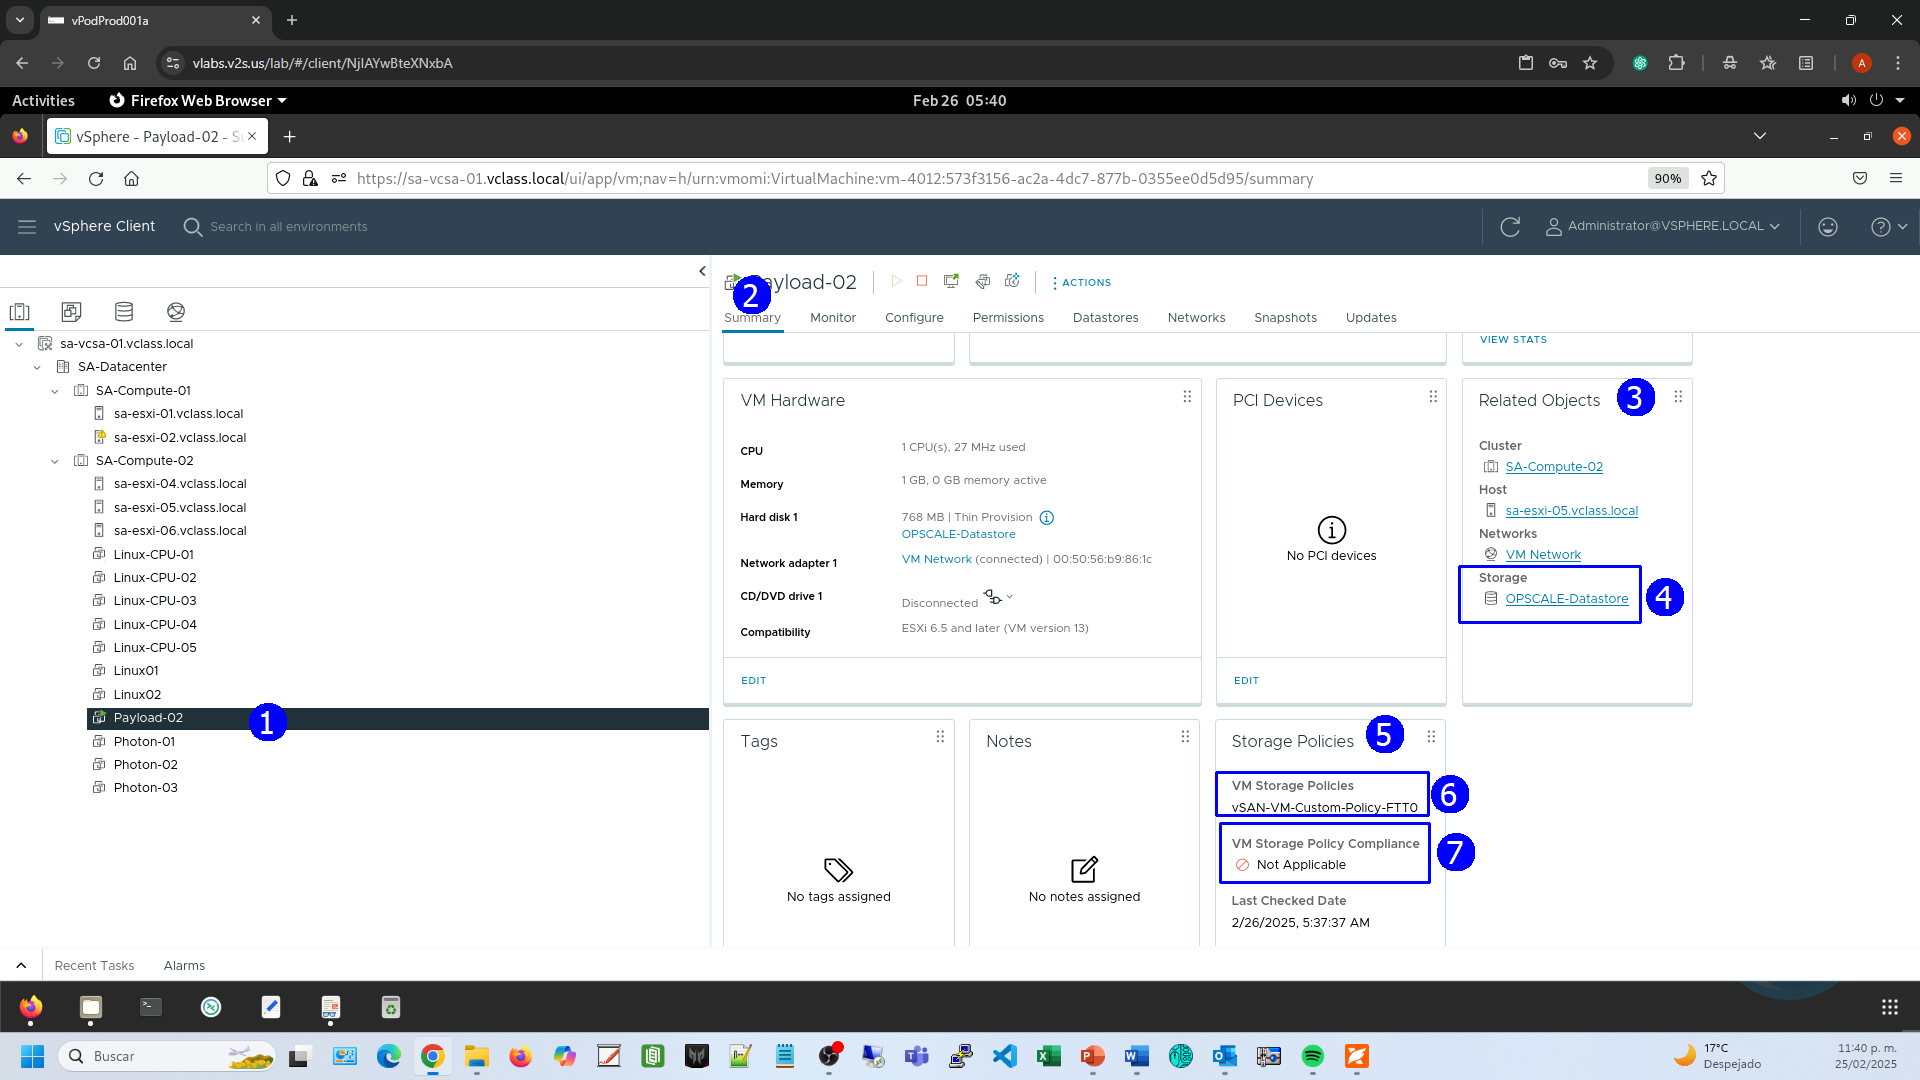 vPodProd001a
vlabs.v2s.us/lab/#/client/NjIAYwBteXNxbA
A
Activities
Firefox Web Browser
Feb 26 05:40
vSphere - Payload-02 - S
https://sa-vcsa-01.vclass.local/ui/app/vm;nav=h/urn:vmomi:VirtualMachine:vm-4012:573f3156-ac2a-4dc7-877b-0355ee0d5d95/summary
90%
vSphere Client
Search in all environments
Administrator@VSPHERE.LOCAL
sa-vcsa-01.vclass.local
SA-Datacenter
SA-Compute-01
sa-esxi-01.vclass.local
sa-esxi-02.vclass.local
SA-Compute-02
sa-esxi-04.vclass.local
sa-esxi-05.vclass.local
sa-esxi-06.vclass.local
Linux-CPU-01
Linux-CPU-02
Linux-CPU-03
Linux-CPU-04
Linux-CPU-05
Linux01
Linux02
Payload-02
1
Photon-01
Photon-02
Photon-03
2
ayload-02
ACTIONS
Summary
Monitor
Configure
Permissions
Datastores
Networks
Snapshots
Updates
VIEW STATS
VM Hardware
CPU
1 CPU(s), 27 MHz used
Memory
1 GB, 0 GB memory active
Hard disk 1
768 MB | Thin Provision
OPSCALE-Datastore
Network adapter 1
VM Network (connected) | 00:50:56:b9:86:1c
CD/DVD drive 1
Disconnected
Compatibility
ESXi 6.5 and later (VM version 13)
EDIT
PCI Devices
No PCI devices
EDIT
Related Objects
3
Cluster
SA-Compute-02
Host
sa-esxi-05.vclass.local
Networks
VM Network
Storage
OPSCALE-Datastore
4
Tags
No tags assigned
Notes
No notes assigned
Storage Policies
5
VM Storage Policies
vSAN-VM-Custom-Policy-FTT0
6
VM Storage Policy Compliance
Not Applicable
7
Last Checked Date
2/26/2025, 5:37:37 AM
Recent Tasks
Alarms
Buscar
17°C
Despejado
11:40 p. m.
25/02/2025